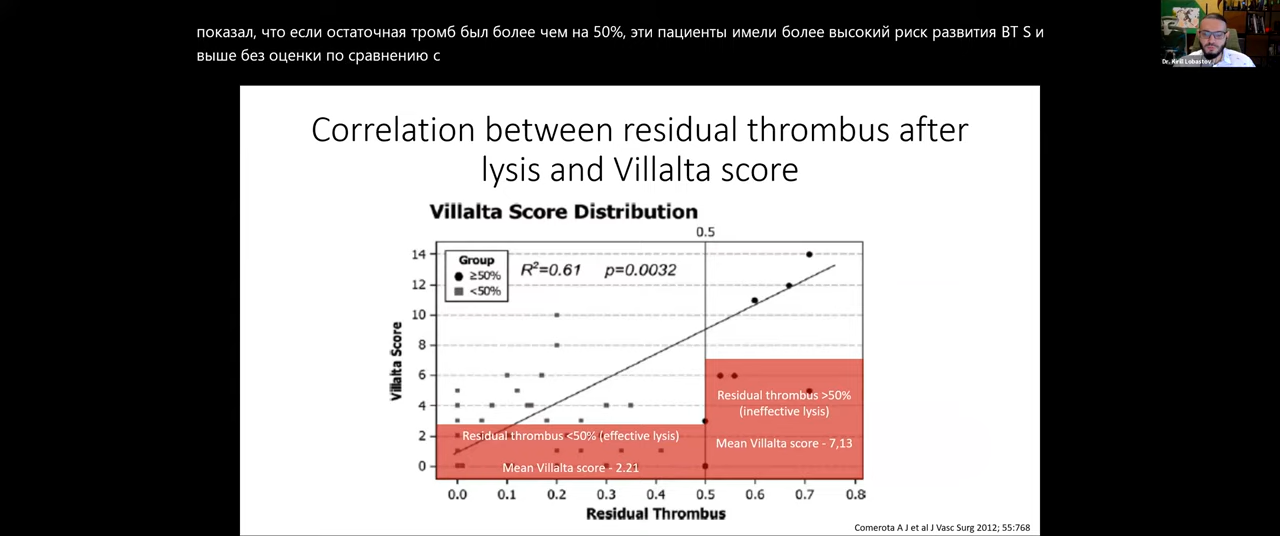 показал, что если остаточная тромб был более чем на 50%, эти пациенты имели более высокий риск развития ВТ S и
выше без оценки по сравнению с
Dr. Kirill Lobastov
Correlation between residual thrombus after
lysis and Villalta score
Villalta Score Distribution
0.5
Group
≥50%
<50%
R²=0.61 p=0.0032
14
12
10
8
6
4
2
0
Villalta Score
Residual thrombus >50%
(ineffective lysis)
Mean Villalta score - 7,13
Residual thrombus <50% (effective lysis)
Mean Villalta score - 2.21
0.0 0.1 0.2 0.3 0.4 0.5 0.6 0.7 0.8
Residual Thrombus
Comerota A J et al J Vasc Surg 2012; 55:768